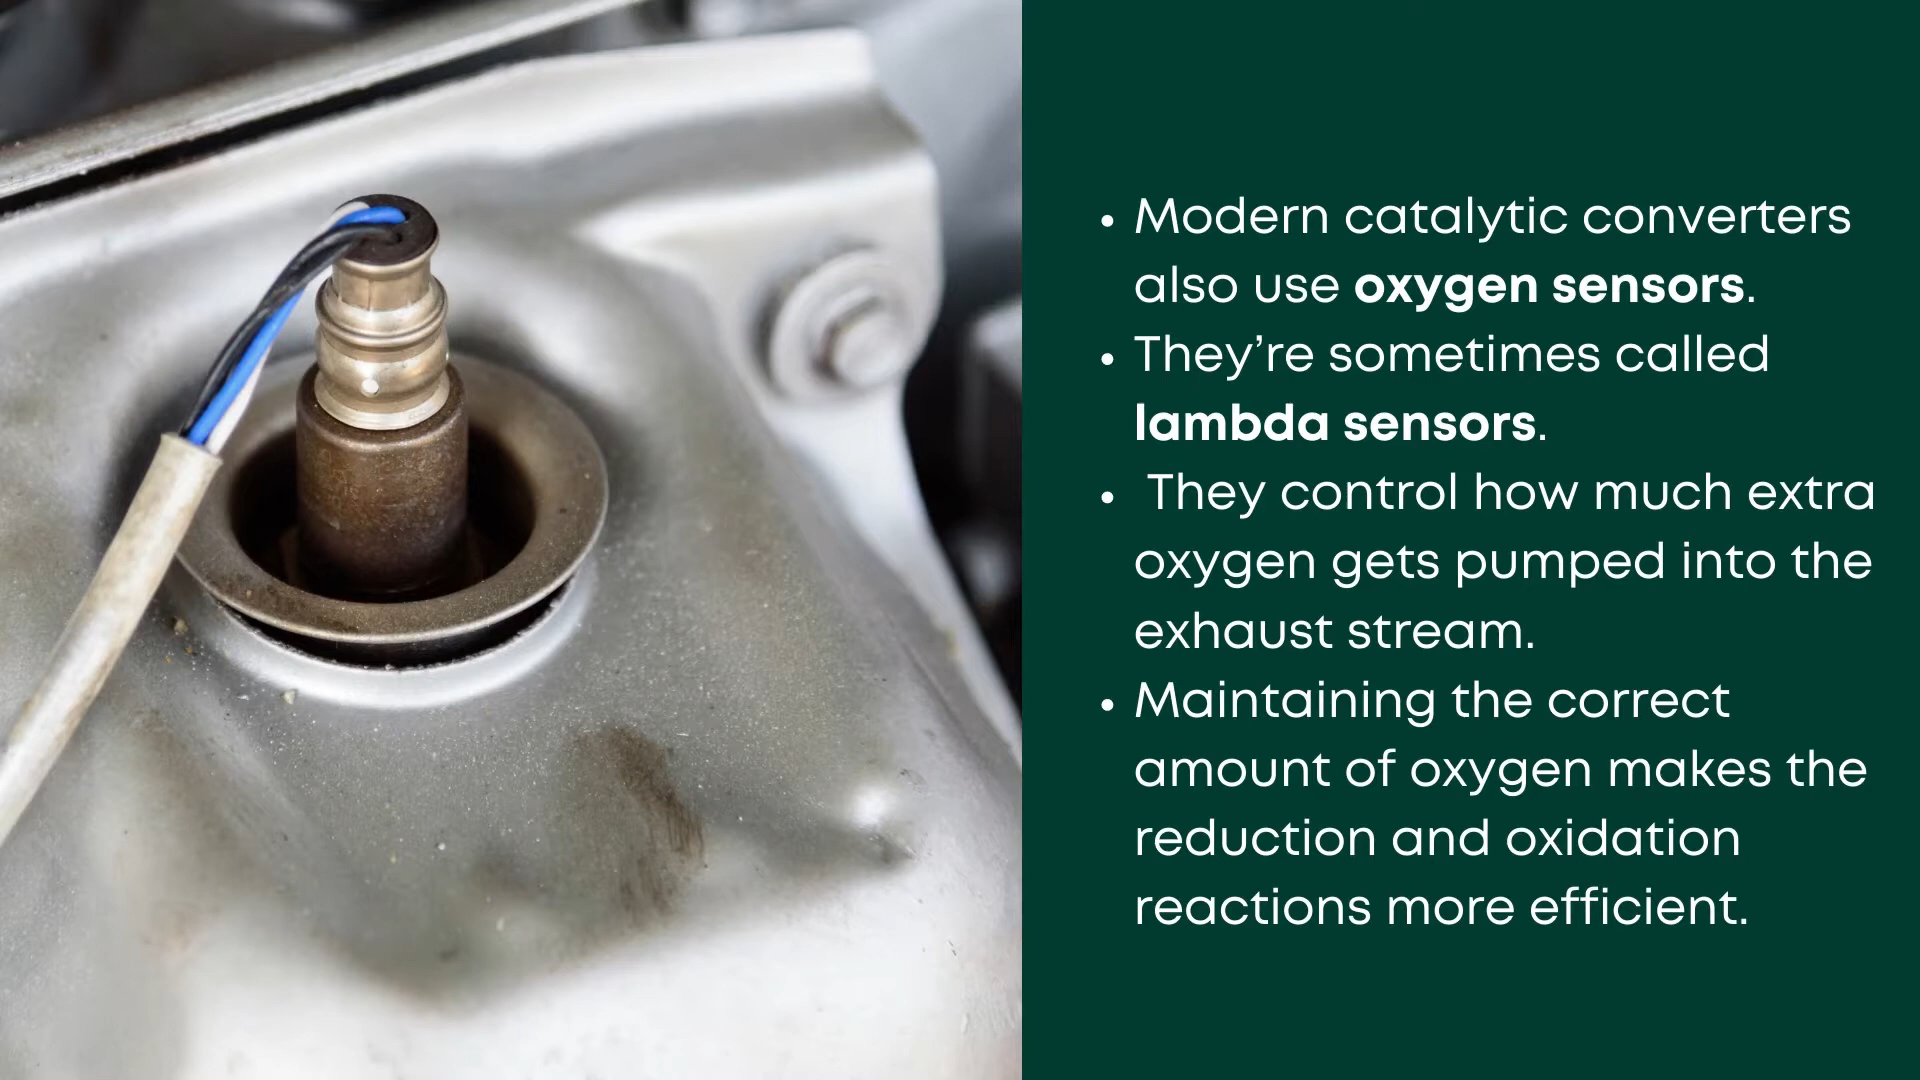 • Modern catalytic converters
also use oxygen sensors.
• They’re sometimes called
lambda sensors.
• They control how much extra
oxygen gets pumped into the
exhaust stream.
• Maintaining the correct
amount of oxygen makes the
reduction and oxidation
reactions more efficient.